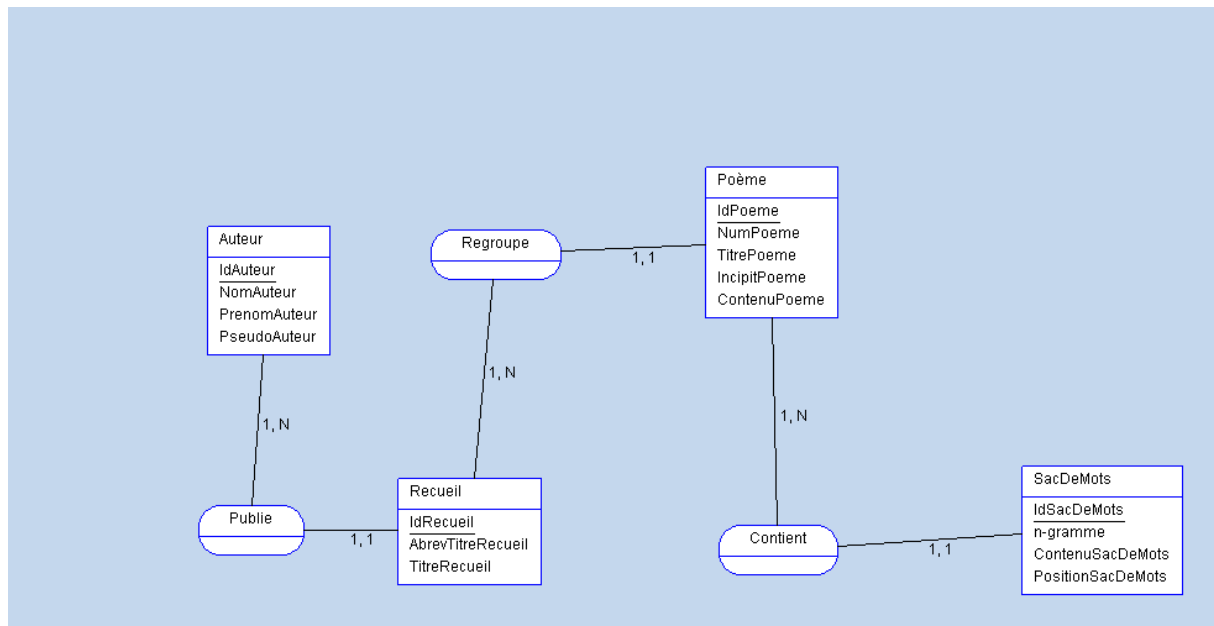 Poème
IdPoeme
NumPoeme
TitrePoeme
IncipitPoeme
ContenuPoeme
Auteur
IdAuteur
NomAuteur
PrenomAuteur
PseudoAuteur
Regroupe
1, 1
1, N
1, N
1, N
Recueil
IdRecueil
AbrevTitreRecueil
TitreRecueil
Publie
1, 1
Contient
1, 1
SacDeMots
IdSacDeMots
n-gramme
ContenuSacDeMots
PositionSacDeMots